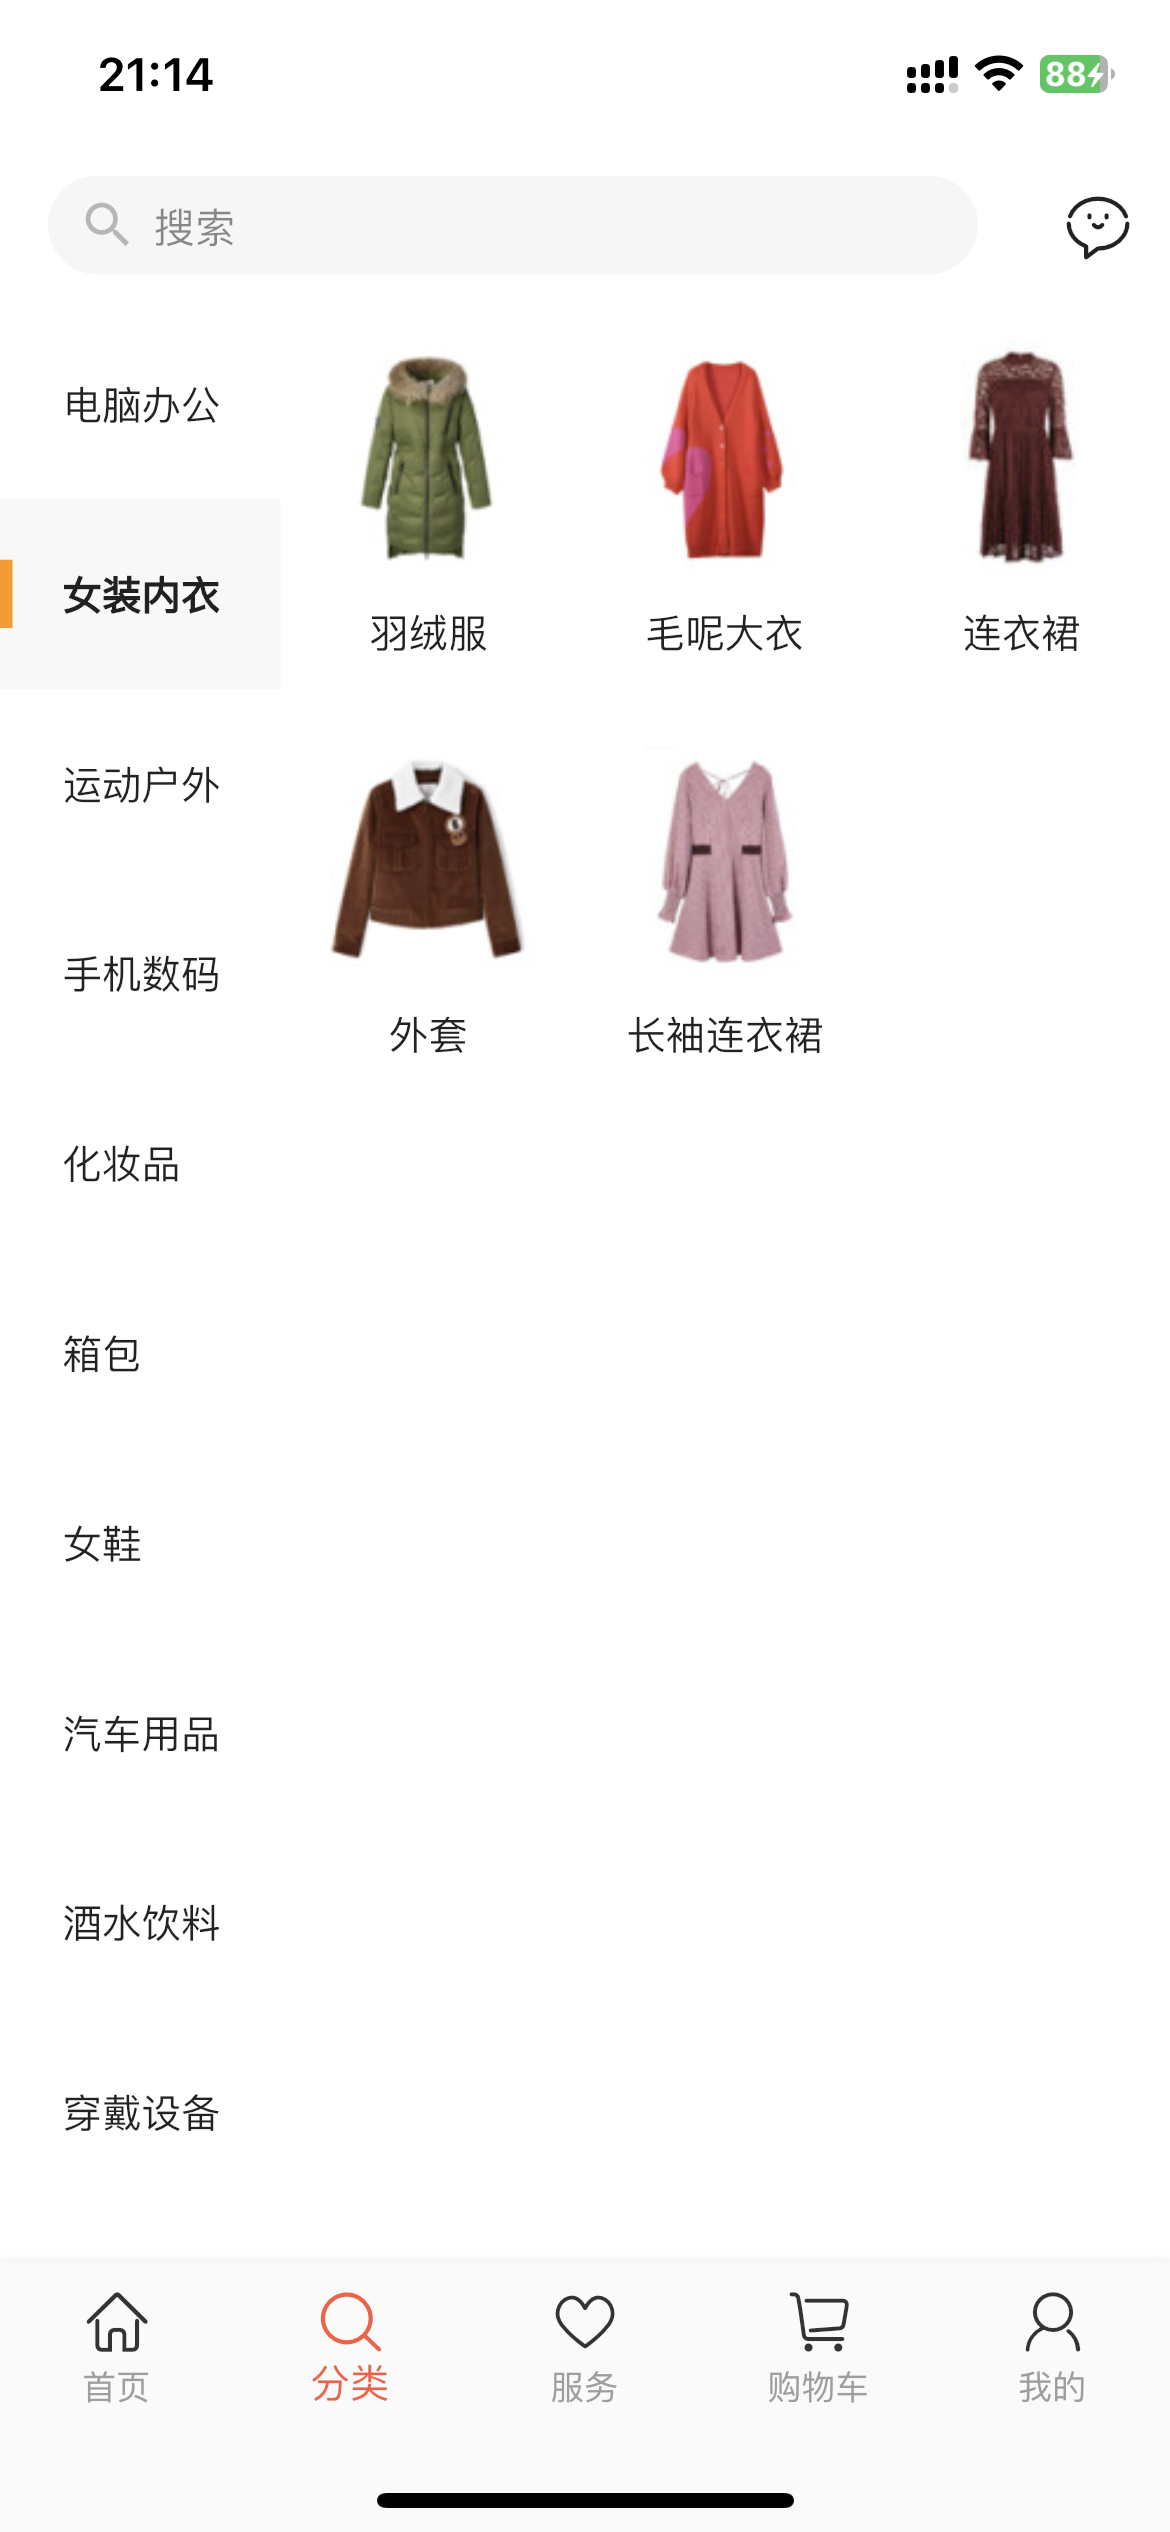 21:14
88
搜索
电脑办公
女装内衣
运动户外
手机数码
化妆品
箱包
女鞋
汽车用品
酒水饮料
穿戴设备
羽绒服
毛呢大衣
连衣裙
外套
长袖连衣裙
首页
分类
服务
购物车
我的